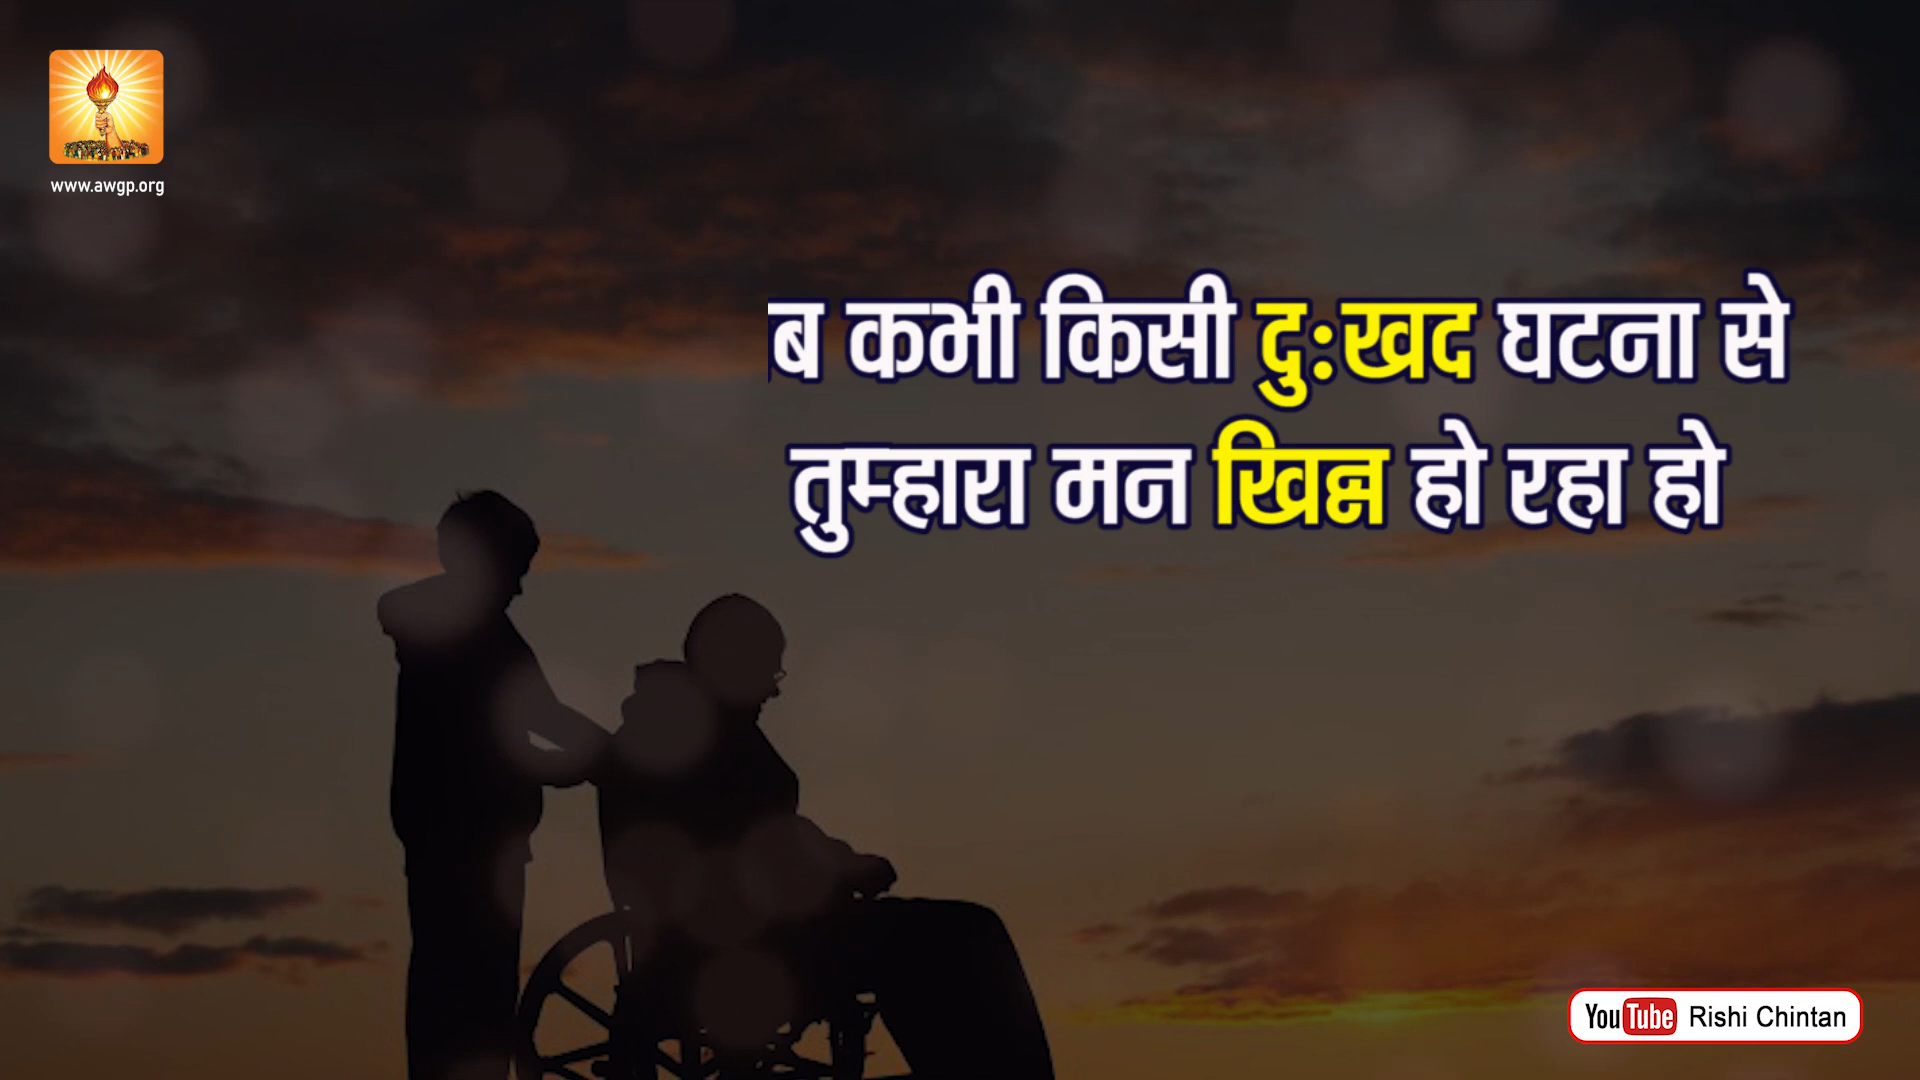 www.awgp.org
ब कभी किसी दु:खद घटना से
तुम्हारा मन खिन्न हो रहा हो
YouTube Rishi Chintan